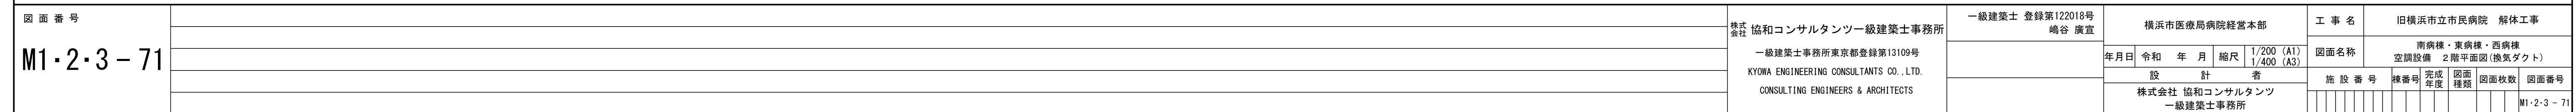 図面番号
M1・2・3－71
株式会社 協和コンサルタンツ一級建築士事務所
一級建築士事務所東京都登録第13109号
KYOWA ENGINEERING CONSULTANTS CO.,LTD.
CONSULTING ENGINEERS & ARCHITECTS
一級建築士 登録第122018号
嶋谷 廣宣
横浜市医療局病院経営本部
年月日 令和 年 月 縮尺 1/200 (A1)
1/400 (A3)
設計者
株式会社 協和コンサルタンツ
一級建築士事務所
工事名 旧横浜市立市民病院 解体工事
図面名称 南病棟・東病棟・西病棟
空調設備 2階平面図(換気ダクト)
施設番号 棟番号 完成年度 図面種類 図面枚数 図面番号
M1・2・3 - 71